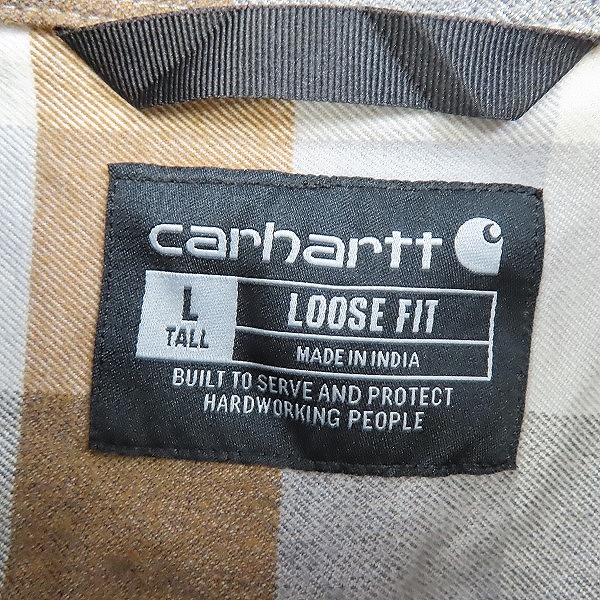 carhartt
L
TALL
LOOSE FIT
MADE IN INDIA
BUILT TO SERVE AND PROTECT
HARDWORKING PEOPLE